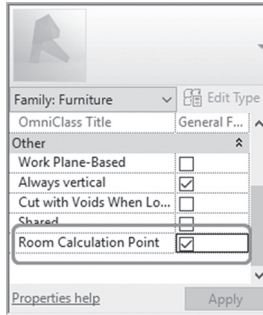 Family: Furniture Edit Type
OmniClass Title General F...
Other
Work Plane-Based
Always vertical
Cut with Voids When Lo...
Shared
Room Calculation Point
Properties help Apply